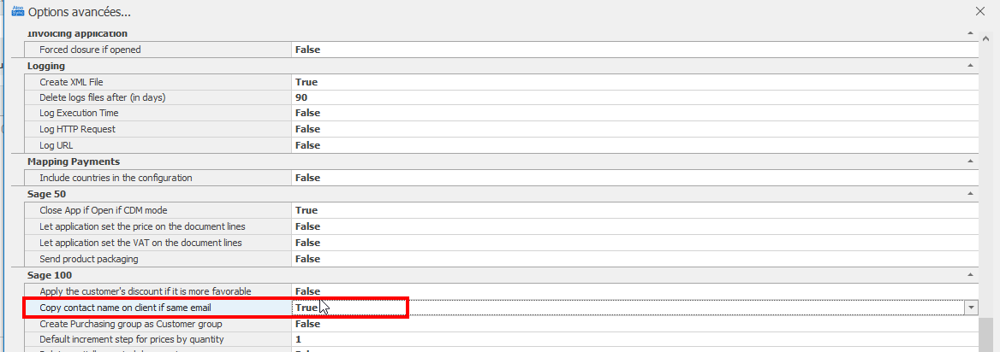 Atoo Sync Options avancées...
Invoicing application
Forced closure if opened False
Logging
Create XML File True
Delete logs files after (in days) 90
Log Execution Time False
Log HTTP Request False
Log URL False
Mapping Payments
Include countries in the configuration False
Sage 50
Close App if Open if CDM mode True
Let application set the price on the document lines False
Let application set the VAT on the document lines False
Send product packaging False
Sage 100
Apply the customer's discount if it is more favorable False
Copy contact name on client if same email True
Create Purchasing group as Customer group False
Default increment step for prices by quantity 1